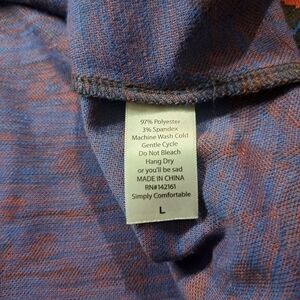 97% Polyester
3% Spandex
Machine Wash Cold
Gentle Cycle
Do Not Bleach
Hang Dry
or you'll be sad
MADE IN CHINA
RN#142161
Simply Comfortable
L